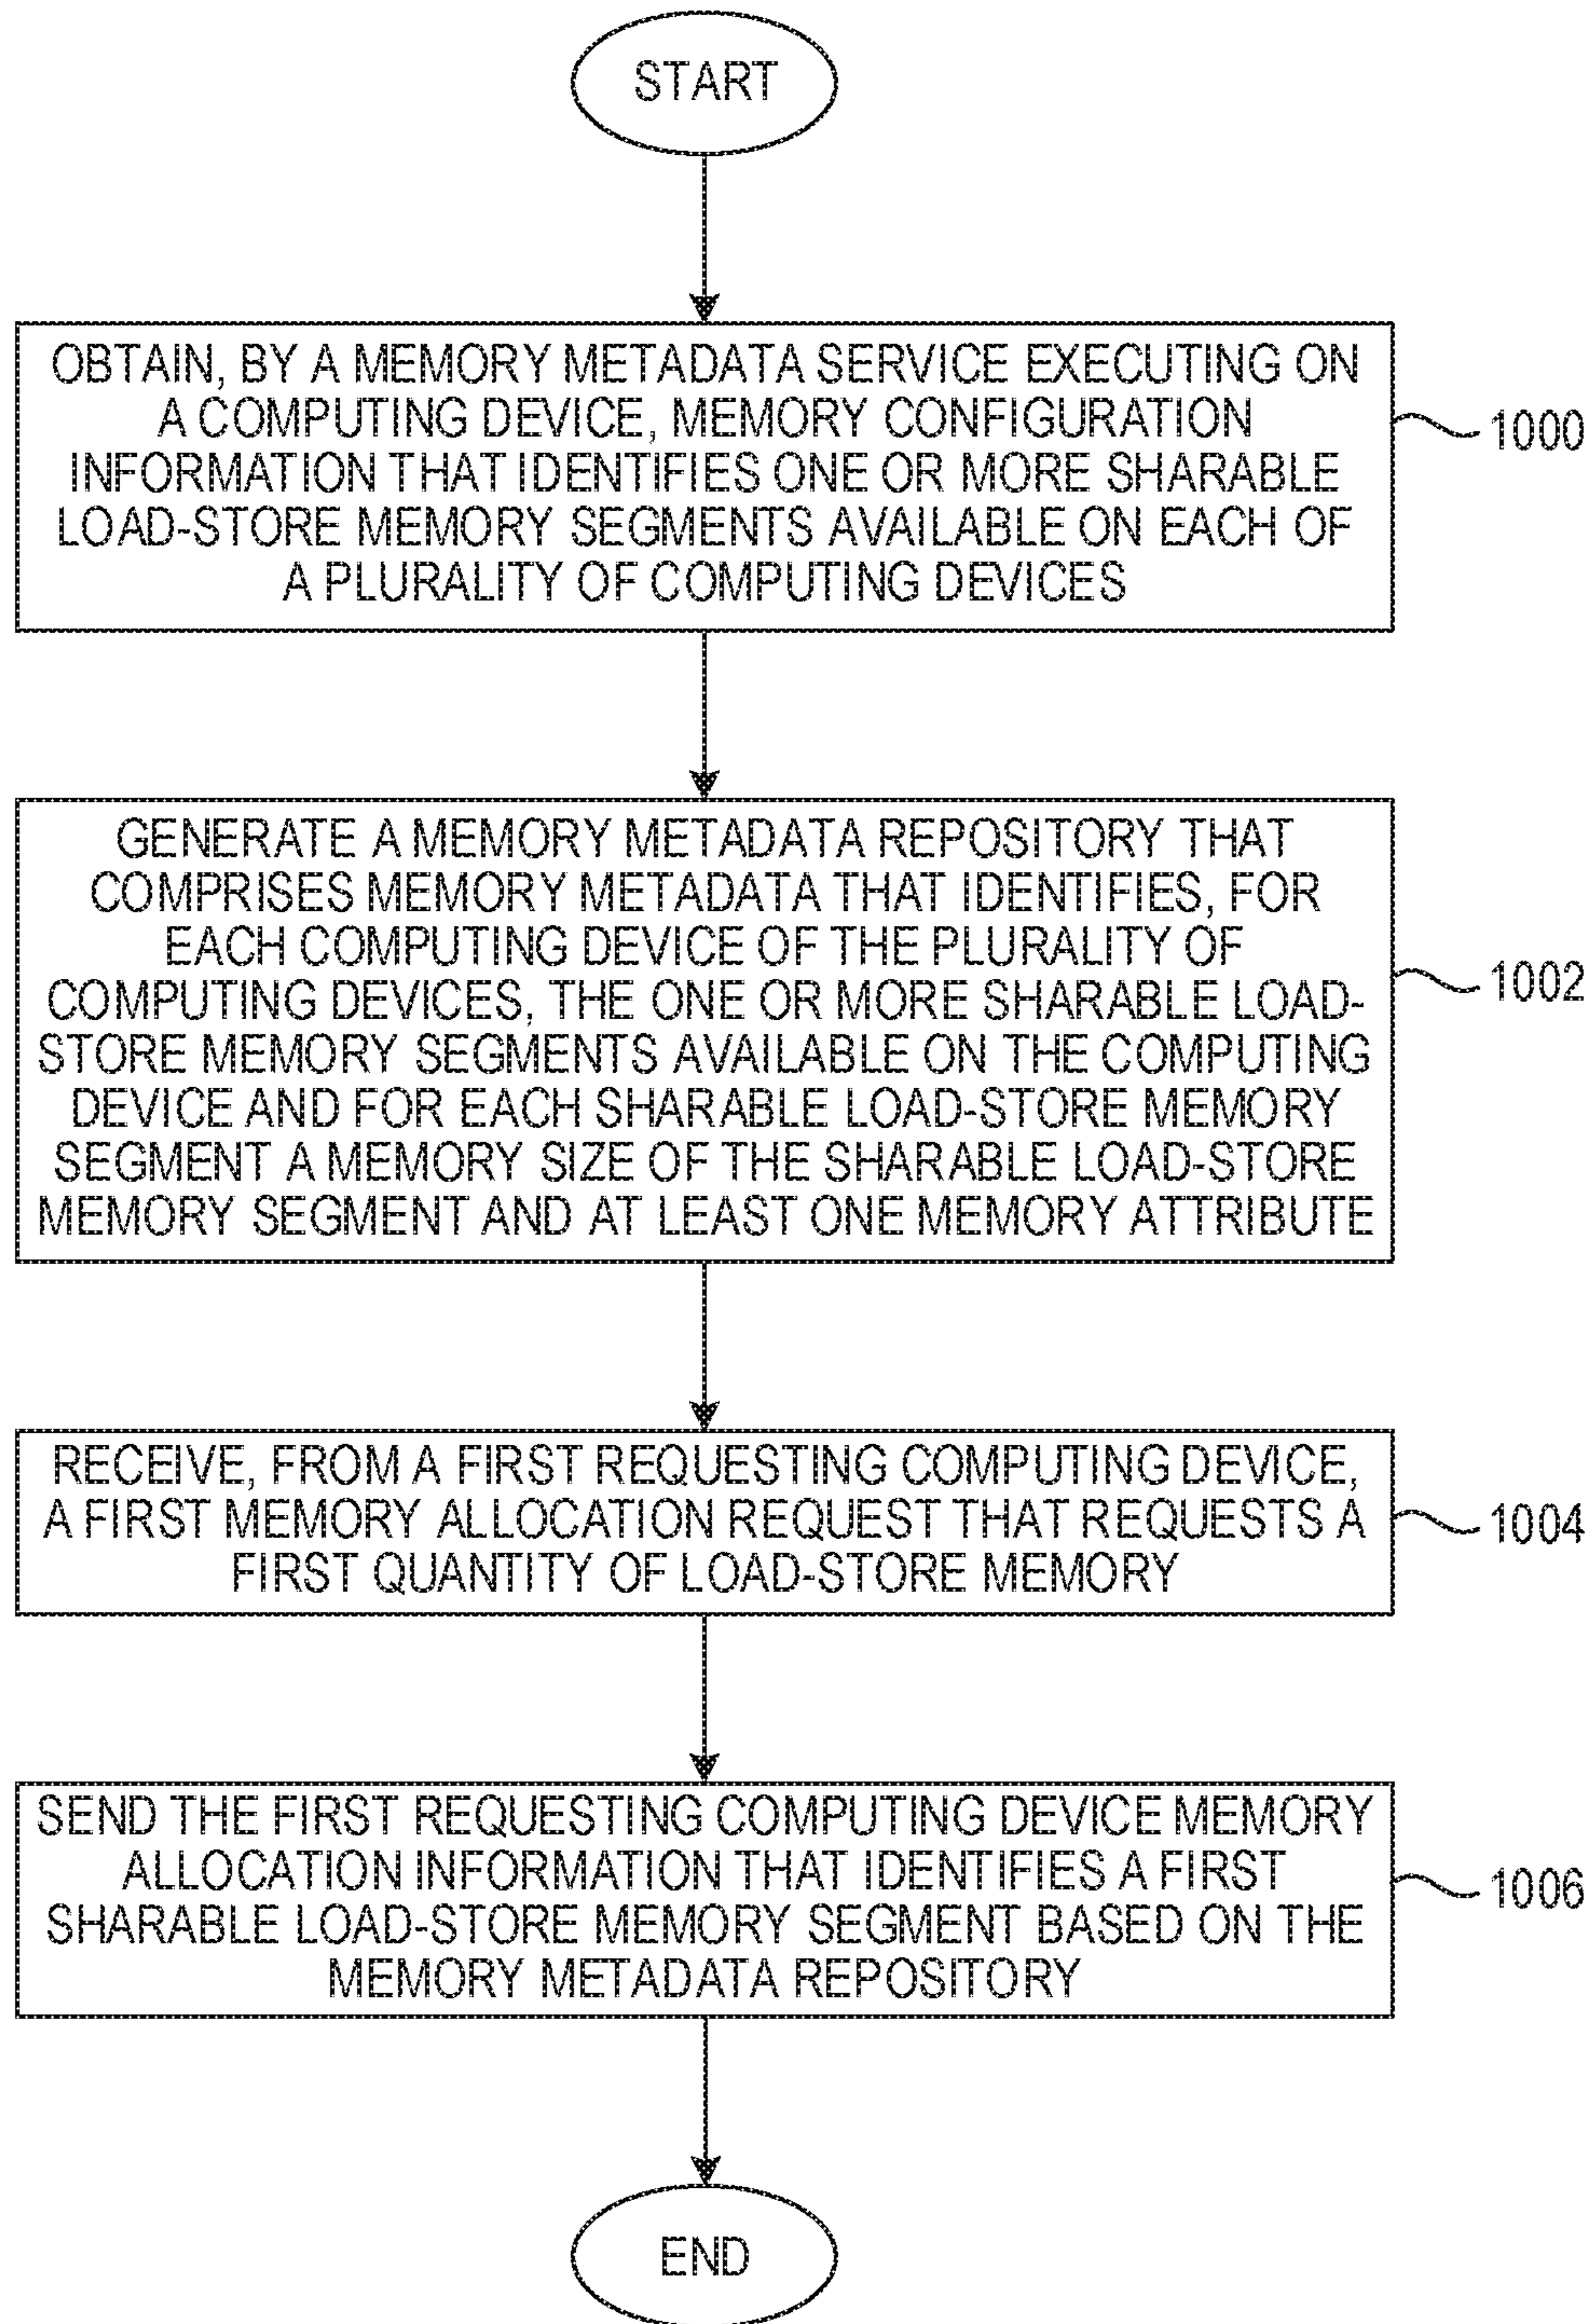 START
OBTAIN, BY A MEMORY METADATA SERVICE EXECUTING ON
A COMPUTING DEVICE, MEMORY CONFIGURATION
INFORMATION THAT IDENTIFIES ONE OR MORE SHARABLE
LOAD-STORE MEMORY SEGMENTS AVAILABLE ON EACH OF
A PLURALITY OF COMPUTING DEVICES
1000
GENERATE A MEMORY METADATA REPOSITORY THAT
COMPRISES MEMORY METADATA THAT IDENTIFIES, FOR
EACH COMPUTING DEVICE OF THE PLURALITY OF
COMPUTING DEVICES, THE ONE OR MORE SHARABLE LOAD-
STORE MEMORY SEGMENTS AVAILABLE ON THE COMPUTING
DEVICE AND FOR EACH SHARABLE LOAD-STORE MEMORY
SEGMENT A MEMORY SIZE OF THE SHARABLE LOAD-STORE
MEMORY SEGMENT AND AT LEAST ONE MEMORY ATTRIBUTE
1002
RECEIVE, FROM A FIRST REQUESTING COMPUTING DEVICE,
A FIRST MEMORY ALLOCATION REQUEST THAT REQUESTS A
FIRST QUANTITY OF LOAD-STORE MEMORY
1004
SEND THE FIRST REQUESTING COMPUTING DEVICE MEMORY
ALLOCATION INFORMATION THAT IDENTIFIES A FIRST
SHARABLE LOAD-STORE MEMORY SEGMENT BASED ON THE
MEMORY METADATA REPOSITORY
1006
END